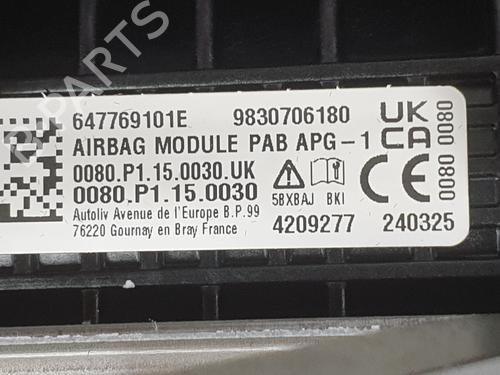 B-PARTS
647769101E 9830706180
AIRBAG MODULE PAB APG-1
0080.P1.15.0030.UK
0080.P1.15.0030
Autoliv Avenue de l'Europe B.P.99
76220 Gournay en Bray France
5BXBAJ BKI
4209277 240325
UK
CA
0080
CE
0080